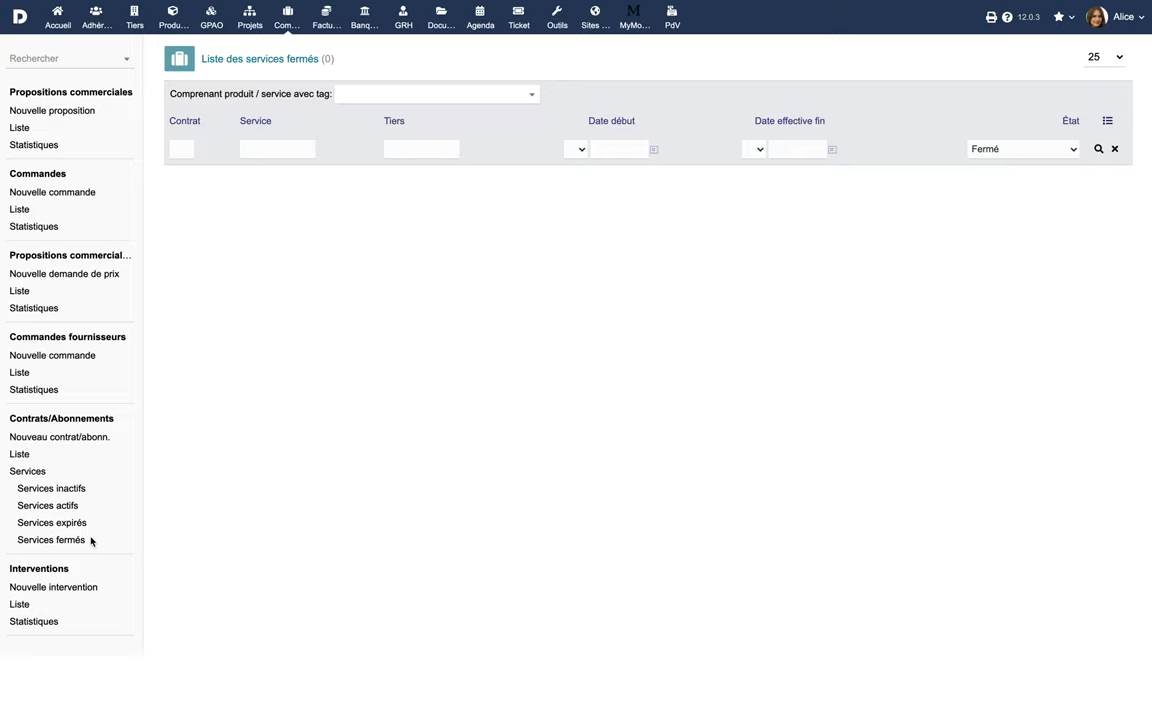 D
Accueil
Adhér...
Tiers
Produ...
GPAO
Projets
Com...
Factu...
Banq...
GRH
Docu...
Agenda
Ticket
Outils
Sites ...
M
MyMo...
PdV
12.0.3
Alice
Rechercher
Propositions commerciales
Nouvelle proposition
Liste
Statistiques
Commandes
Nouvelle commande
Liste
Statistiques
Propositions commercial...
Nouvelle demande de prix
Liste
Statistiques
Commandes fournisseurs
Nouvelle commande
Liste
Statistiques
Contrats/Abonnements
Nouveau contrat/abonn.
Liste
Services
Services inactifs
Services actifs
Services expirés
Services fermés
Interventions
Nouvelle intervention
Liste
Statistiques
Liste des services fermés (0)
25
Comprenant produit / service avec tag:
Contrat Service Tiers Date début Date effective fin État
Fermé